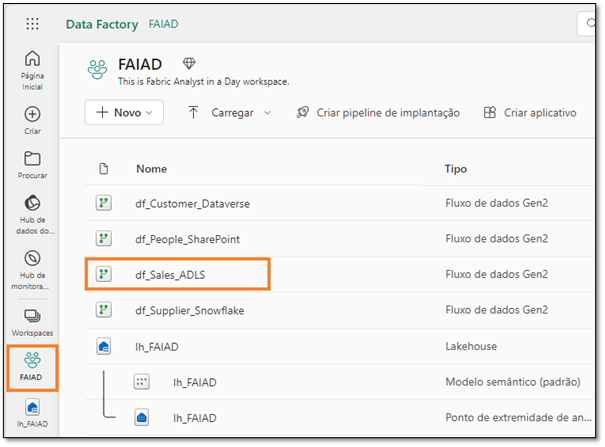 Data Factory FAIAD
Página
Inicial
Criar
Procurar
Hub de
dados do...
Hub de
monitora...
Workspaces
FAIAD
lh_FAIAD
FAIAD
This is Fabric Analyst in a Day workspace.
+ Novo Carregar Criar pipeline de implantação Criar aplicativo
Nome Tipo
df_Customer_Dataverse Fluxo de dados Gen2
df_People_SharePoint Fluxo de dados Gen2
df_Sales_ADLS Fluxo de dados Gen2
df_Supplier_Snowflake Fluxo de dados Gen2
lh_FAIAD Lakehouse
lh_FAIAD Modelo semântico (padrão)
lh_FAIAD Ponto de extremidade de an...